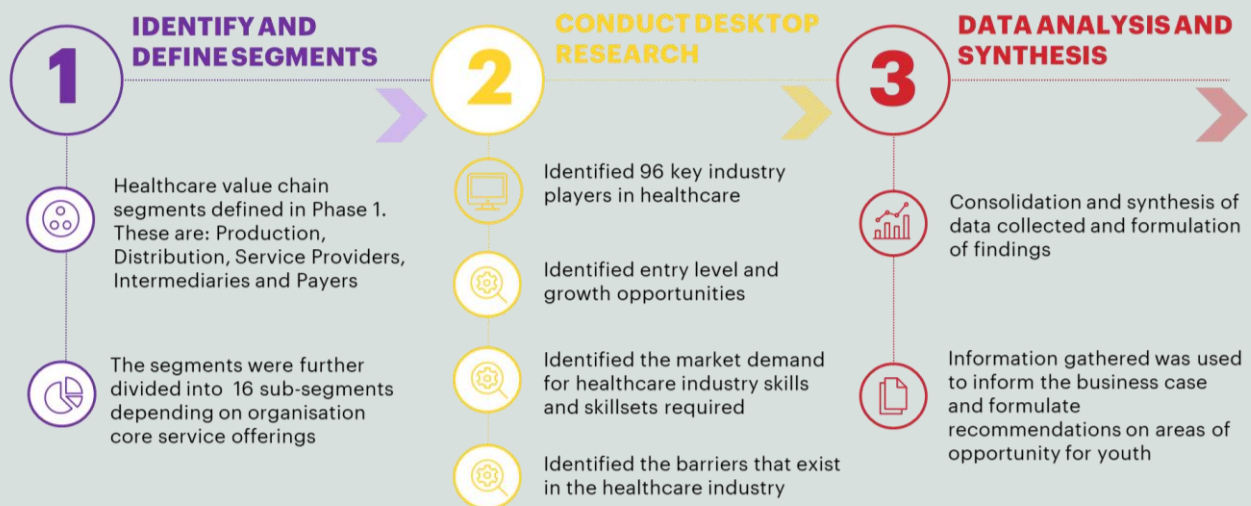 1
IDENTIFY AND
DEFINE SEGMENTS
Healthcare value chain
segments defined in Phase 1.
These are: Production,
Distribution, Service Providers,
Intermediaries and Payers
The segments were further
divided into 16 sub-segments
depending on organisation
core service offerings
2
CONDUCT DESKTOP
RESEARCH
Identified 96 key industry
players in healthcare
Identified entry level and
growth opportunities
Identified the market demand
for healthcare industry skills
and skillsets required
Identified the barriers that exist
in the healthcare industry
3
DATA ANALYSIS AND
SYNTHESIS
Consolidation and synthesis of
data collected and formulation
of findings
Information gathered was used
to inform the business case
and formulate
recommendations on areas of
opportunity for youth